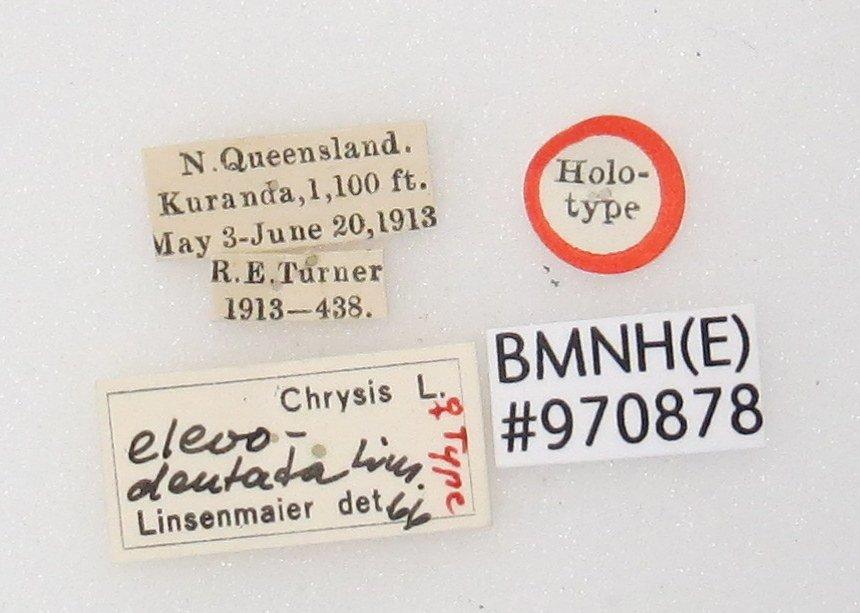 N. Queensland.
Kuranda, 1,100 ft.
May 3-June 20, 1913
R. E. Turner
1913—438.
Holo-
type
BMNH(E)
#970878
Chrysis L.
elevo-
dentata Lins.
Linsenmaier det 66
♀ Type